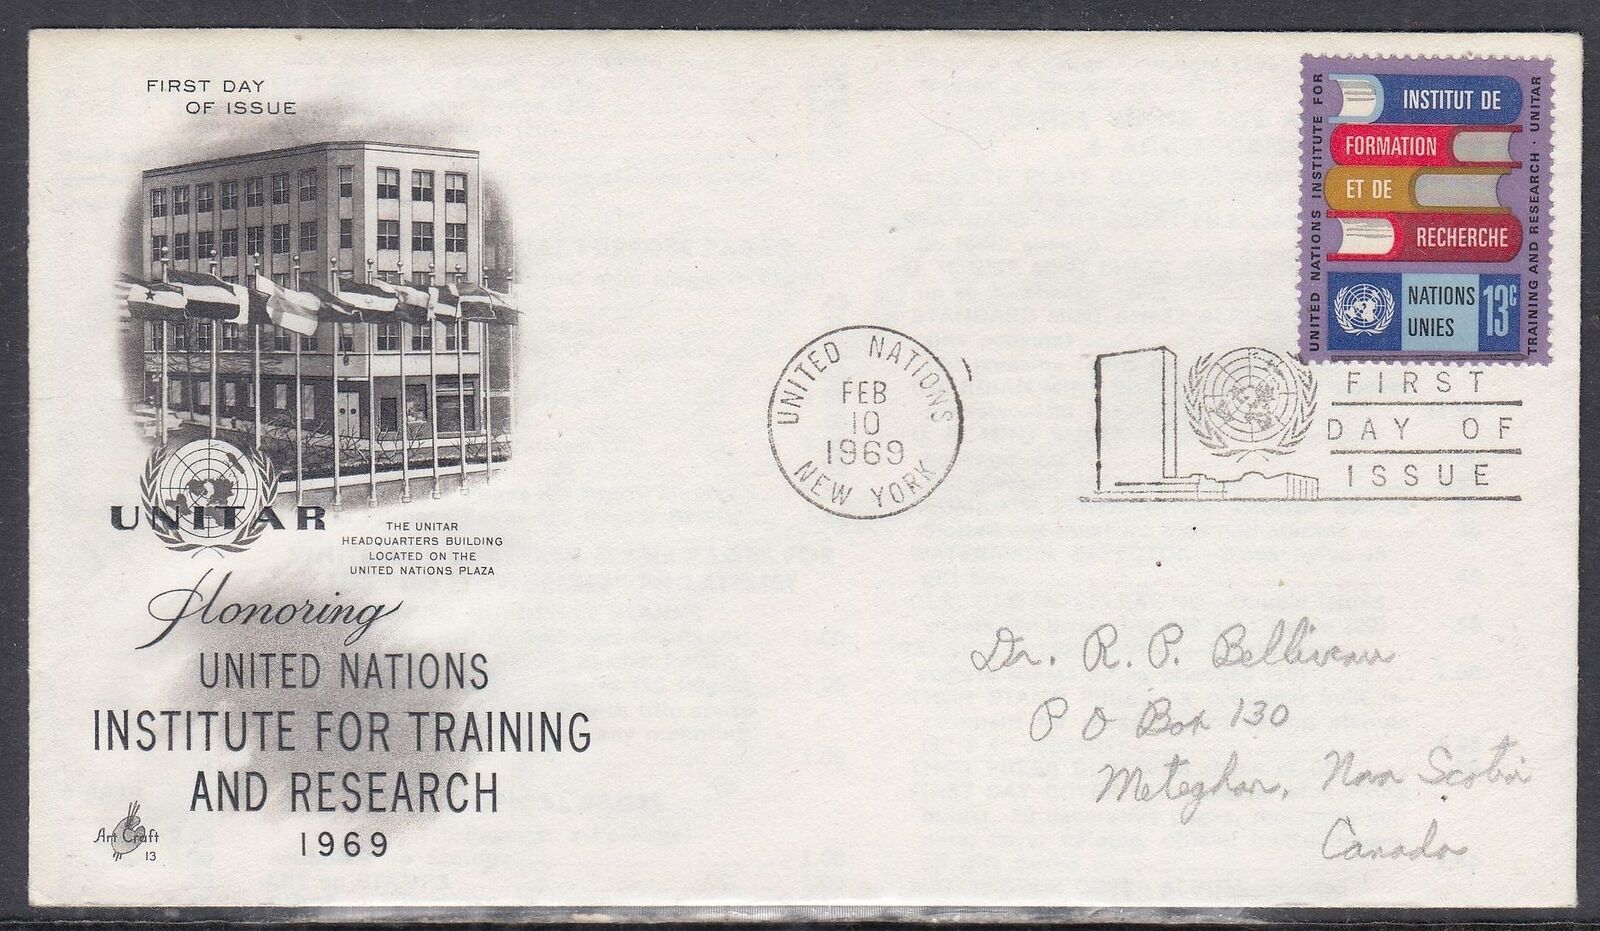 FIRST DAY
OF ISSUE
UNITAR
THE UNITAR
HEADQUARTERS BUILDING
LOCATED ON THE
UNITED NATIONS PLAZA
Honoring
UNITED NATIONS
INSTITUTE FOR TRAINING
AND RESEARCH
1969
Art Craft
13
UNITED NATIONS
FEB
10
1969
NEW YORK
UNITED NATIONS INSTITUTE FOR
INSTITUT DE
FORMATION
ET DE
RECHERCHE
NATIONS
UNIES
13c
TRAINING AND RESEARCH · UNITAR
FIRST
DAY OF
ISSUE
Dr. R. P. Belliveau
P O Box 130
Meteghan, Nova Scotia
Canada